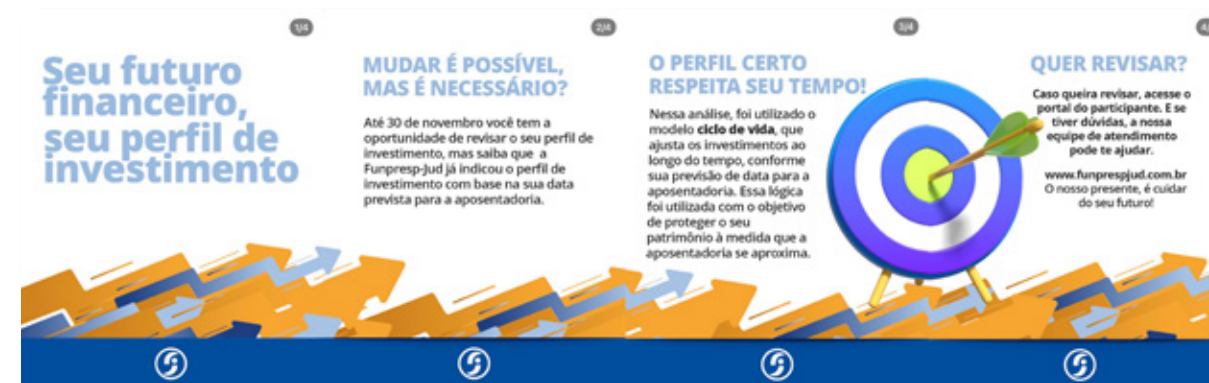 1/4
Seu futuro
financeiro,
seu perfil de
investimento
2/4
MUDAR É POSSÍVEL,
MAS É NECESSÁRIO?
Até 30 de novembro você tem a
oportunidade de revisar o seu perfil de
investimento, mas saiba que a
Funpresp-Jud já indicou o perfil de
investimento com base na sua data
prevista para a aposentadoria.
3/4
O PERFIL CERTO
RESPEITA SEU TEMPO!
Nessa análise, foi utilizado o
modelo ciclo de vida, que
ajusta os investimentos ao
longo do tempo, conforme
sua previsão de data para a
aposentadoria. Essa lógica
foi utilizada com o objetivo
de proteger o seu
patrimônio à medida que a
aposentadoria se aproxima.
4/
QUER REVISAR?
Caso queira revisar, acesse o
portal do participante. E se
tiver dúvidas, a nossa
equipe de atendimento
pode te ajudar.
www.funprespjud.com.br
O nosso presente, é cuidar
do seu futuro!